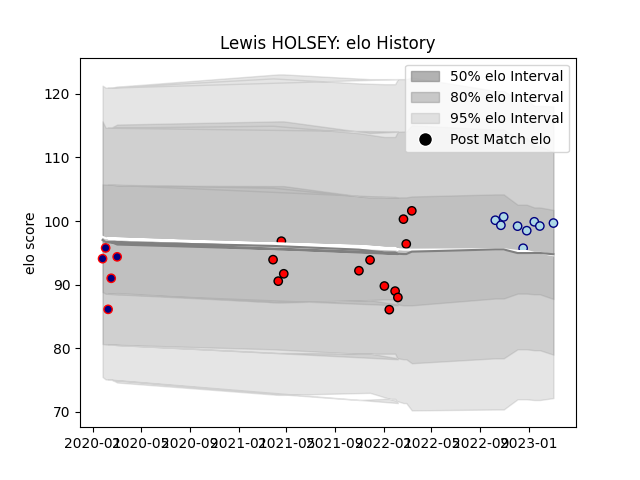 Lewis HOLSEY: elo History
50% elo Interval
80% elo Interval
95% elo Interval
Post Match elo
elo score
120
110
100
90
80
70
2020-01 2020-05 2020-09 2021-01 2021-05 2021-09 2022-01 2022-05 2022-09 2023-01